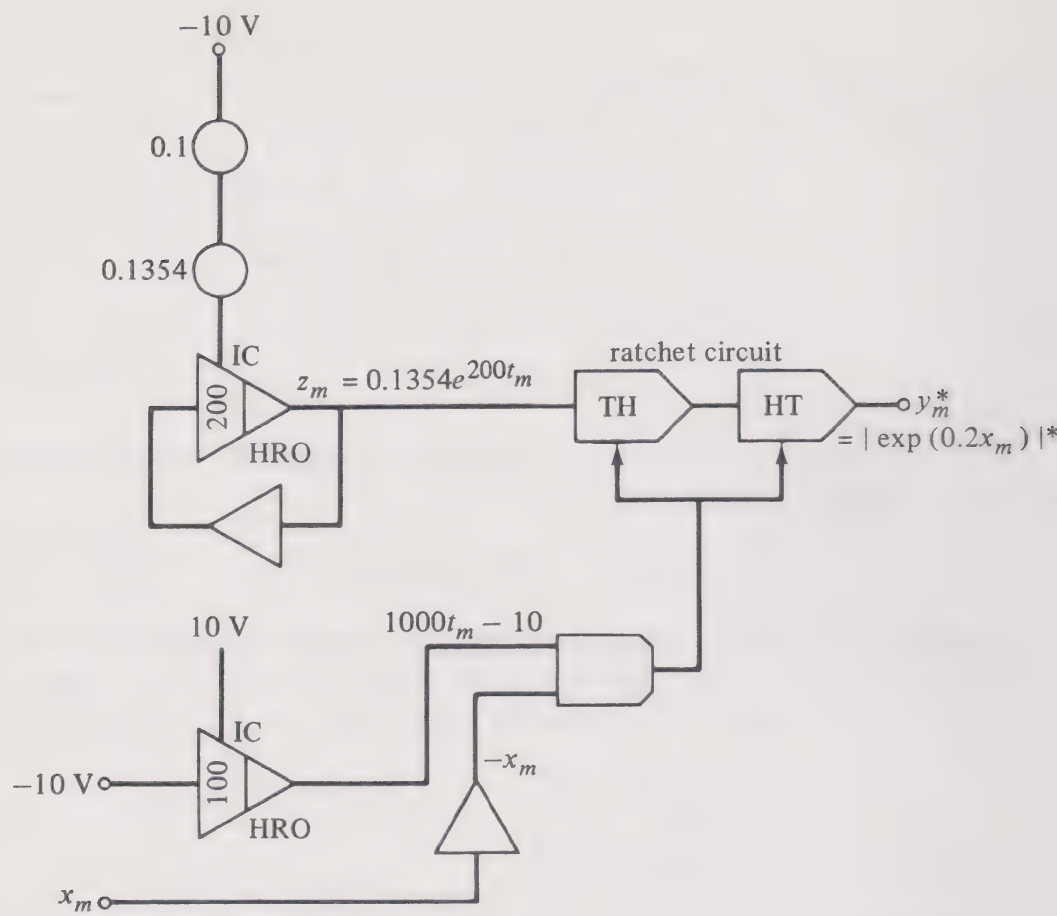 −10 V
0.1
0.1354
IC
200
HRO
z_m = 0.1354e^{200t_m}
ratchet circuit
TH
HT
y_m^*
= | exp (0.2x_m) |*
10 V
1000t_m − 10
IC
−10 V
100
HRO
−x_m
x_m